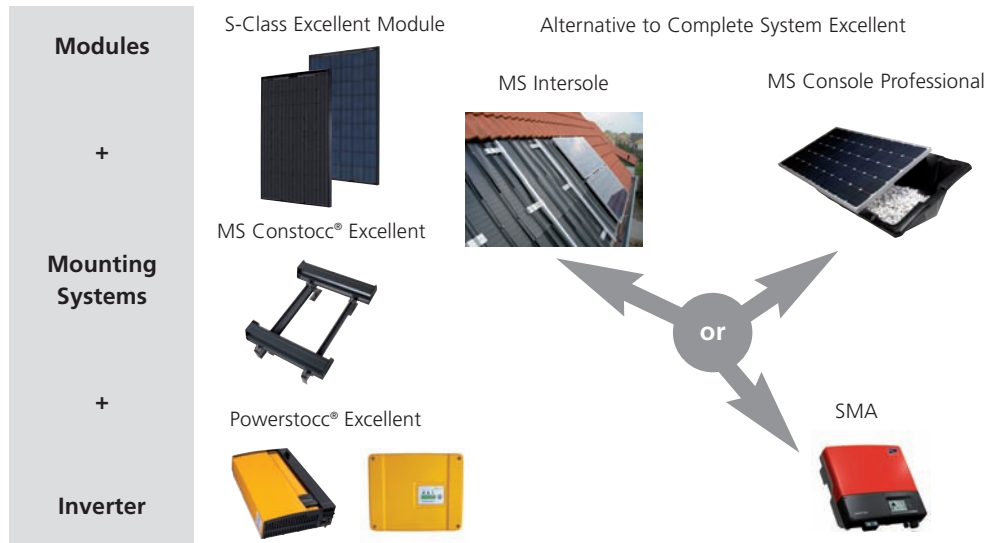 Modules
+
Mounting
Systems
+
Inverter
S-Class Excellent Module
MS Constocc® Excellent
Powerstocc® Excellent
Alternative to Complete System Excellent
MS Intersole
MS Console Professional
or
SMA